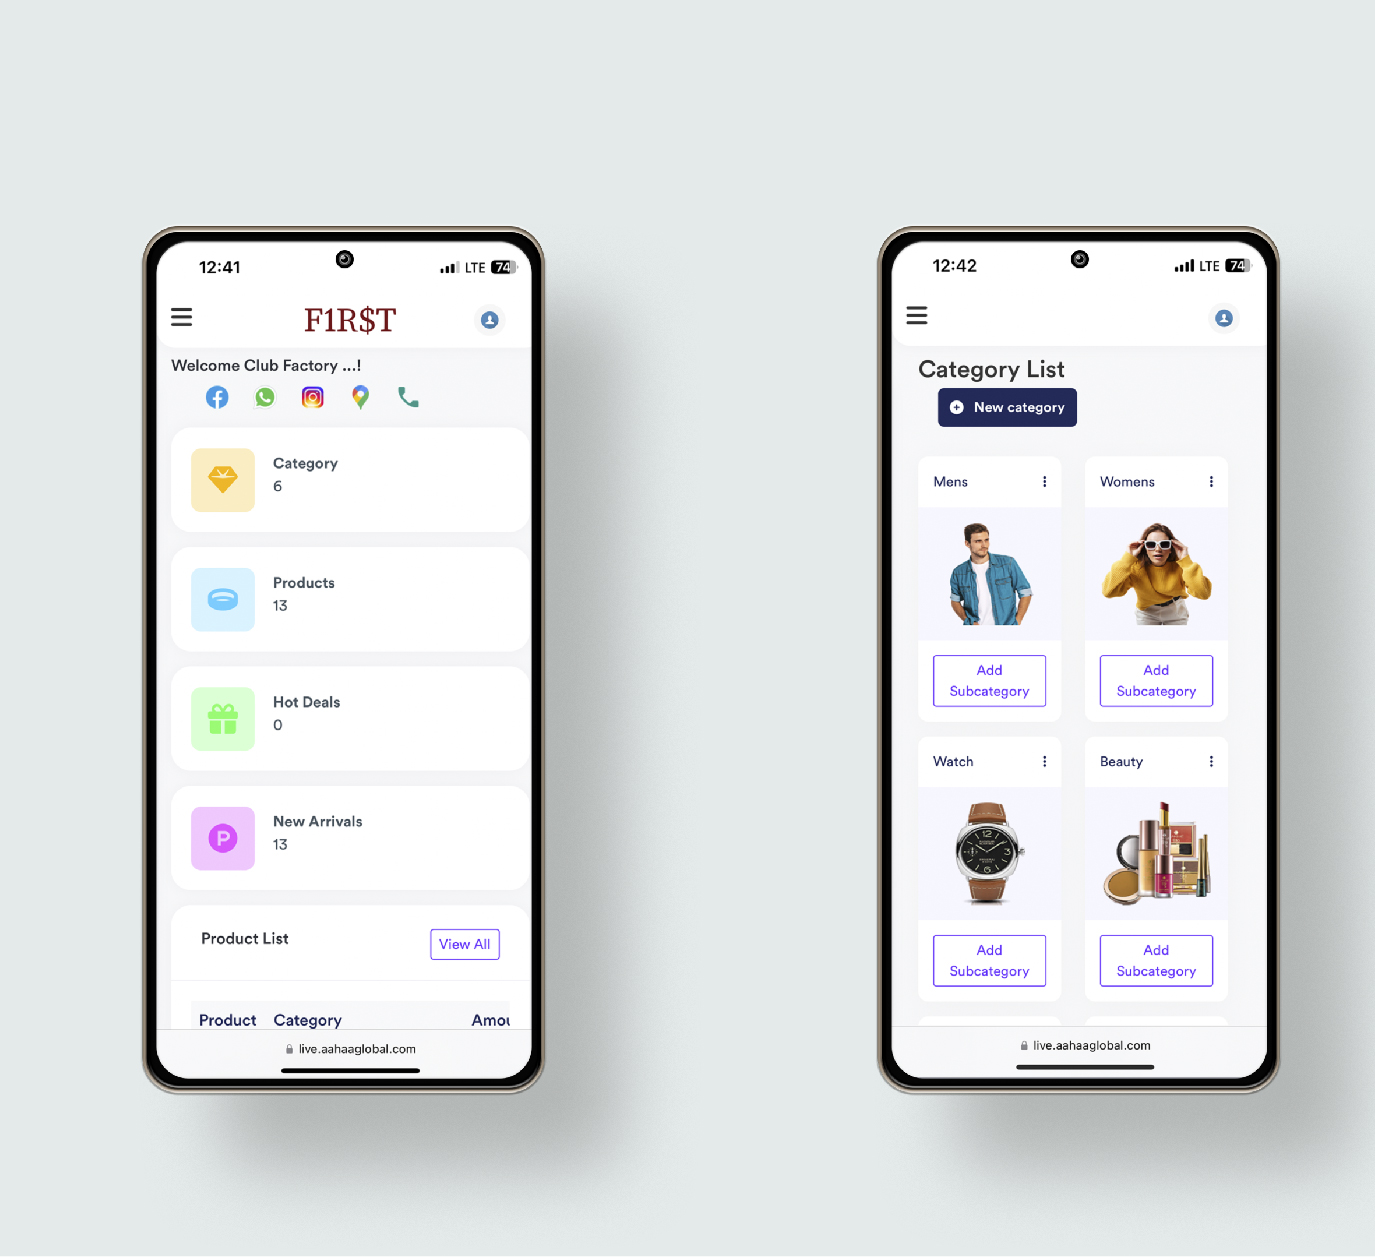 12:41
LTE 74
F1R$T
Welcome Club Factory ...!
Category
6
Products
13
Hot Deals
0
P
New Arrivals
13
Product List
View All
Product Category Amou
live.aahaaglobal.com
12:42
LTE 74
Category List
New category
Mens
Womens
Add
Subcategory
Add
Subcategory
Watch
Beauty
12
Add
Subcategory
Add
Subcategory
live.aahaaglobal.com